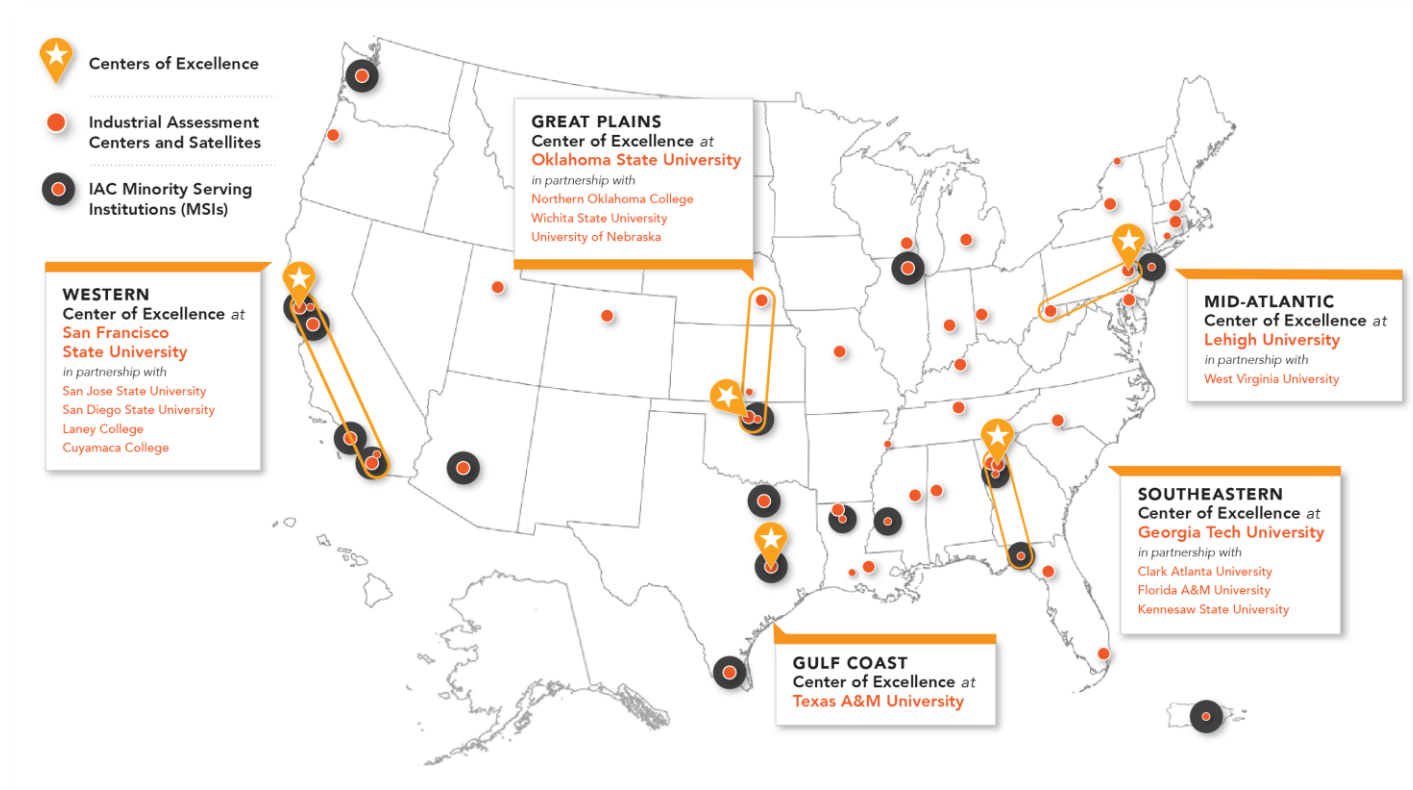 Centers of Excellence
Industrial Assessment
Centers and Satellites
IAC Minority Serving
Institutions (MSIs)
GREAT PLAINS
Center of Excellence at
Oklahoma State University
in partnership with
Northern Oklahoma College
Wichita State University
University of Nebraska
WESTERN
Center of Excellence at
San Francisco
State University
in partnership with
San Jose State University
San Diego State University
Laney College
Cuyamaca College
MID-ATLANTIC
Center of Excellence at
Lehigh University
in partnership with
West Virginia University
SOUTHEASTERN
Center of Excellence at
Georgia Tech University
in partnership with
Clark Atlanta University
Florida A&M University
Kennesaw State University
GULF COAST
Center of Excellence at
Texas A&M University